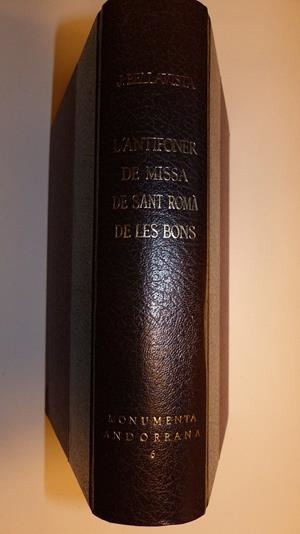 J. BELLAVISTA
L'ANTIFONER
DE MISSA
DE SANT ROMÀ
DE LES BONS
MONUMENTA
ANDORRANA
6